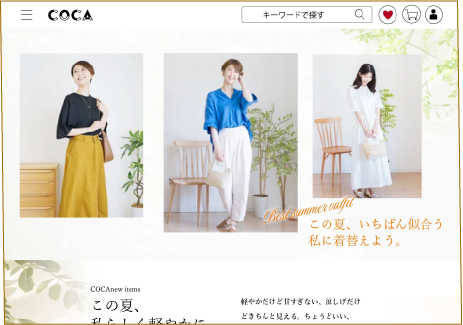 COCA
キーワードで探す
Best summer outfit
この夏、いちばん似合う
私に着替えよう。
COCAnew items
この夏、
私らしく軽やかに
軽やかだけど甘すぎない、涼しげだけ
どきちんと見える。ちょうどいい、